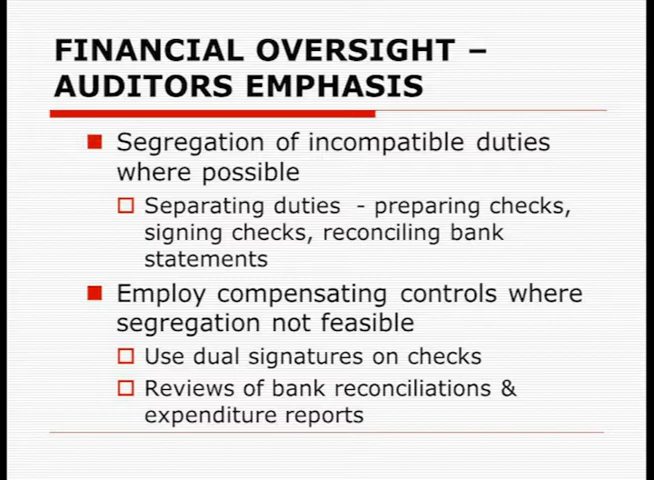 FINANCIAL OVERSIGHT –
AUDITORS EMPHASIS
Segregation of incompatible duties
where possible
Separating duties - preparing checks,
signing checks, reconciling bank
statements
Employ compensating controls where
segregation not feasible
Use dual signatures on checks
Reviews of bank reconciliations &
expenditure reports